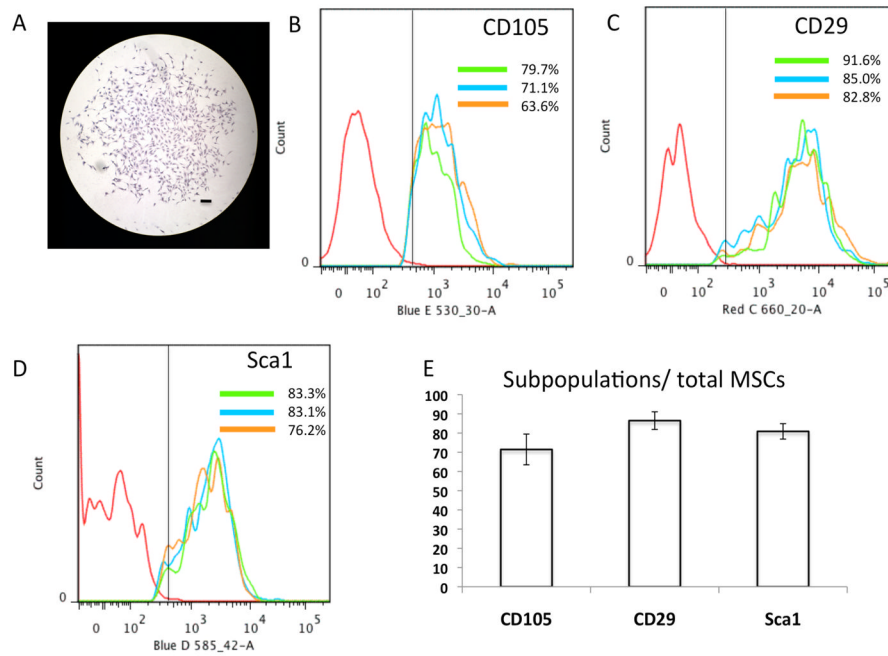 A
B
CD105
79.7%
71.1%
63.6%
Count
0
0 10² 10³ 10⁴ 10⁵
Blue E 530_30-A
C
CD29
91.6%
85.0%
82.8%
Count
0
0 10² 10³ 10⁴ 10⁵
Red C 660_20-A
D
Sca1
83.3%
83.1%
76.2%
Count
0
0 10² 10³ 10⁴ 10⁵
Blue D 585_42-A
E
Subpopulations/ total MSCs
100
90
80
70
60
50
40
30
20
10
0
CD105 CD29 Sca1